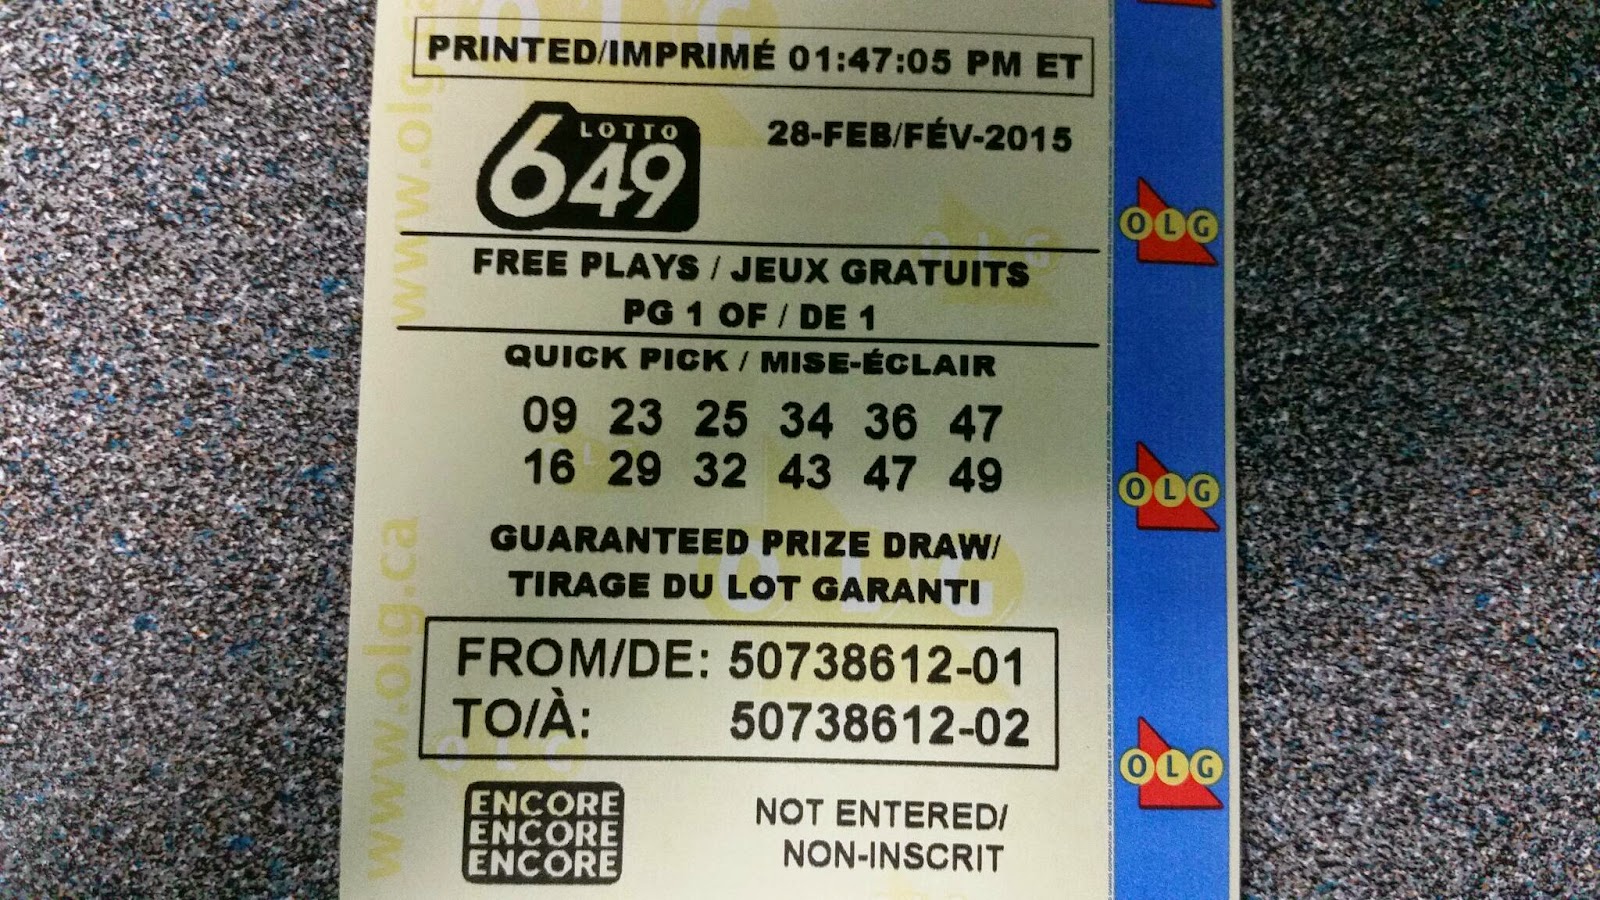 PRINTED/IMPRIMÉ 01:47:05 PM ET
LOTTO
649
28-FEB/FÉV-2015
FREE PLAYS / JEUX GRATUITS
PG 1 OF / DE 1
QUICK PICK / MISE-ÉCLAIR
09 23 25 34 36 47
16 29 32 43 47 49
GUARANTEED PRIZE DRAW/
TIRAGE DU LOT GARANTI
FROM/DE: 50738612-01
TO/À: 50738612-02
ENCORE
ENCORE
ENCORE
NOT ENTERED/
NON-INSCRIT
www.olg.ca
www.olg.ca
OLG
OLG
OLG